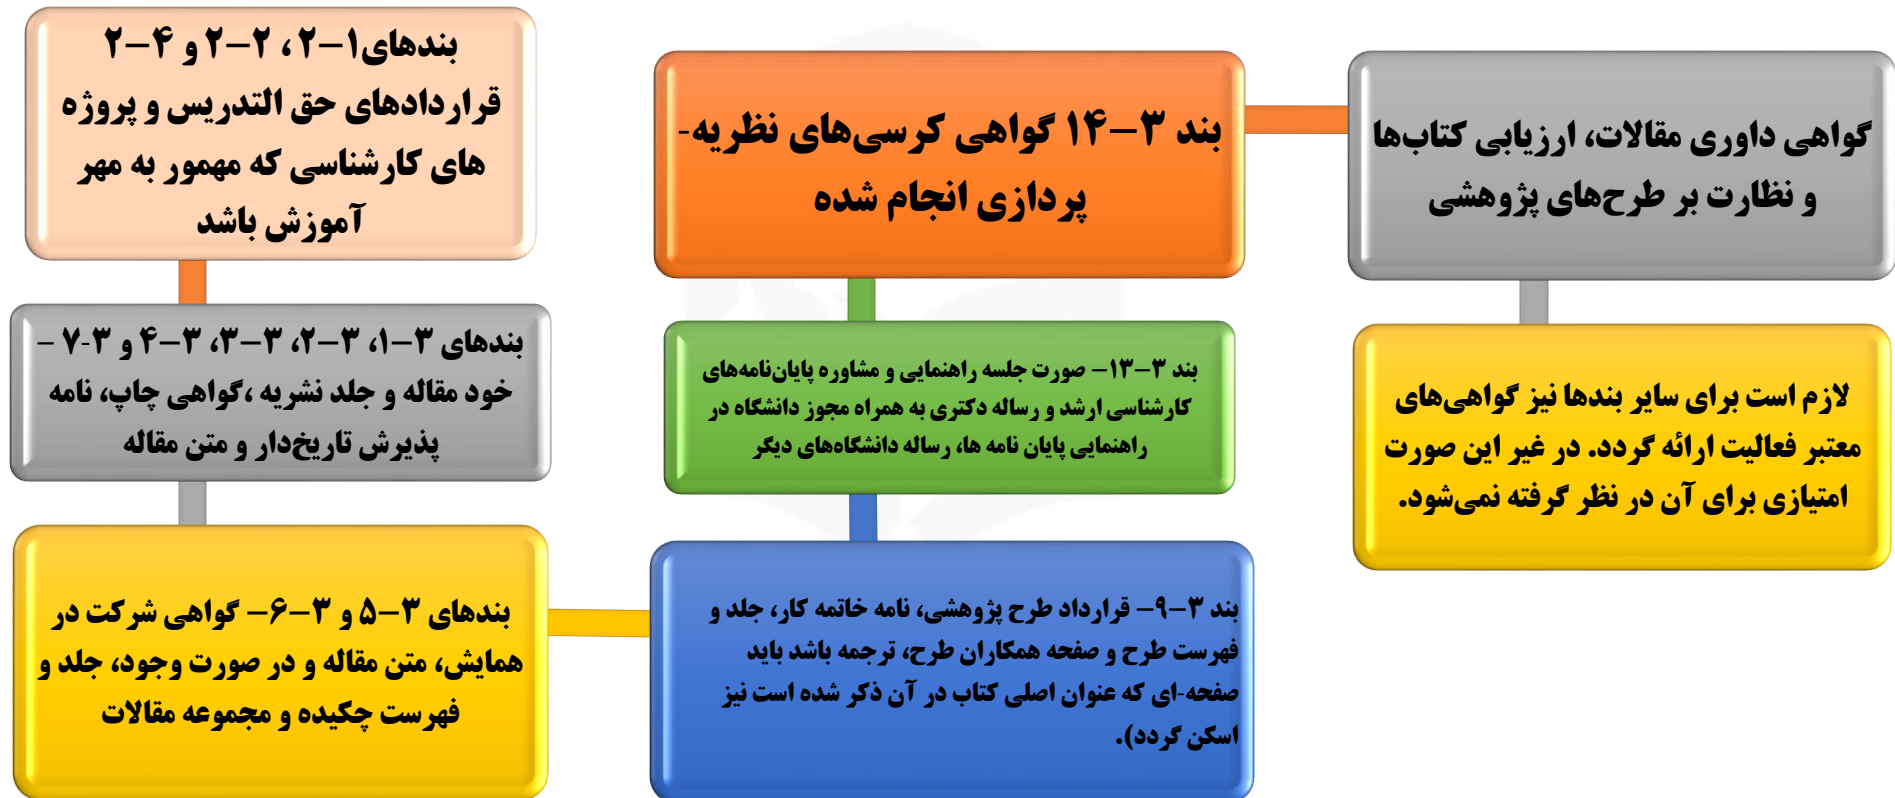 بندهای۱–۲ ، ۲–۲ و ۴–۲
قراردادهای حق التدریس و پروژه
های کارشناسی که مهمور به مهر
آموزش باشد
بندهای ۳–۱، ۳–۲، ۳–۳، ۳–۴ و ۳-۷ –
خود مقاله و جلد نشریه ،گواهی چاپ، نامه
پذیرش تاریخ‌دار و متن مقاله
بندهای ۳–۵ و ۳–۶– گواهی شرکت در
همایش، متن مقاله و در صورت وجود، جلد و
فهرست چکیده و مجموعه مقالات
بند ۳–۹– قرارداد طرح پژوهشی، نامه خاتمه کار، جلد و
فهرست طرح و صفحه همکاران طرح، ترجمه باشد باید
صفحه-ای که عنوان اصلی کتاب در آن ذکر شده است نیز
اسکن گردد).
بند ۳–۱۳– صورت جلسه راهنمایی و مشاوره پایان‌نامه‌های
کارشناسی ارشد و رساله دکتری به همراه مجوز دانشگاه در
راهنمایی پایان نامه ها، رساله دانشگاه‌های دیگر
بند ۳–۱۴ گواهی کرسی‌های نظریه-
پردازی انجام شده
گواهی داوری مقالات، ارزیابی کتاب‌ها
و نظارت بر طرح‌های پژوهشی
لازم است برای سایر بندها نیز گواهی‌های
معتبر فعالیت ارائه گردد. در غیر این صورت
امتیازی برای آن در نظر گرفته نمی‌شود.